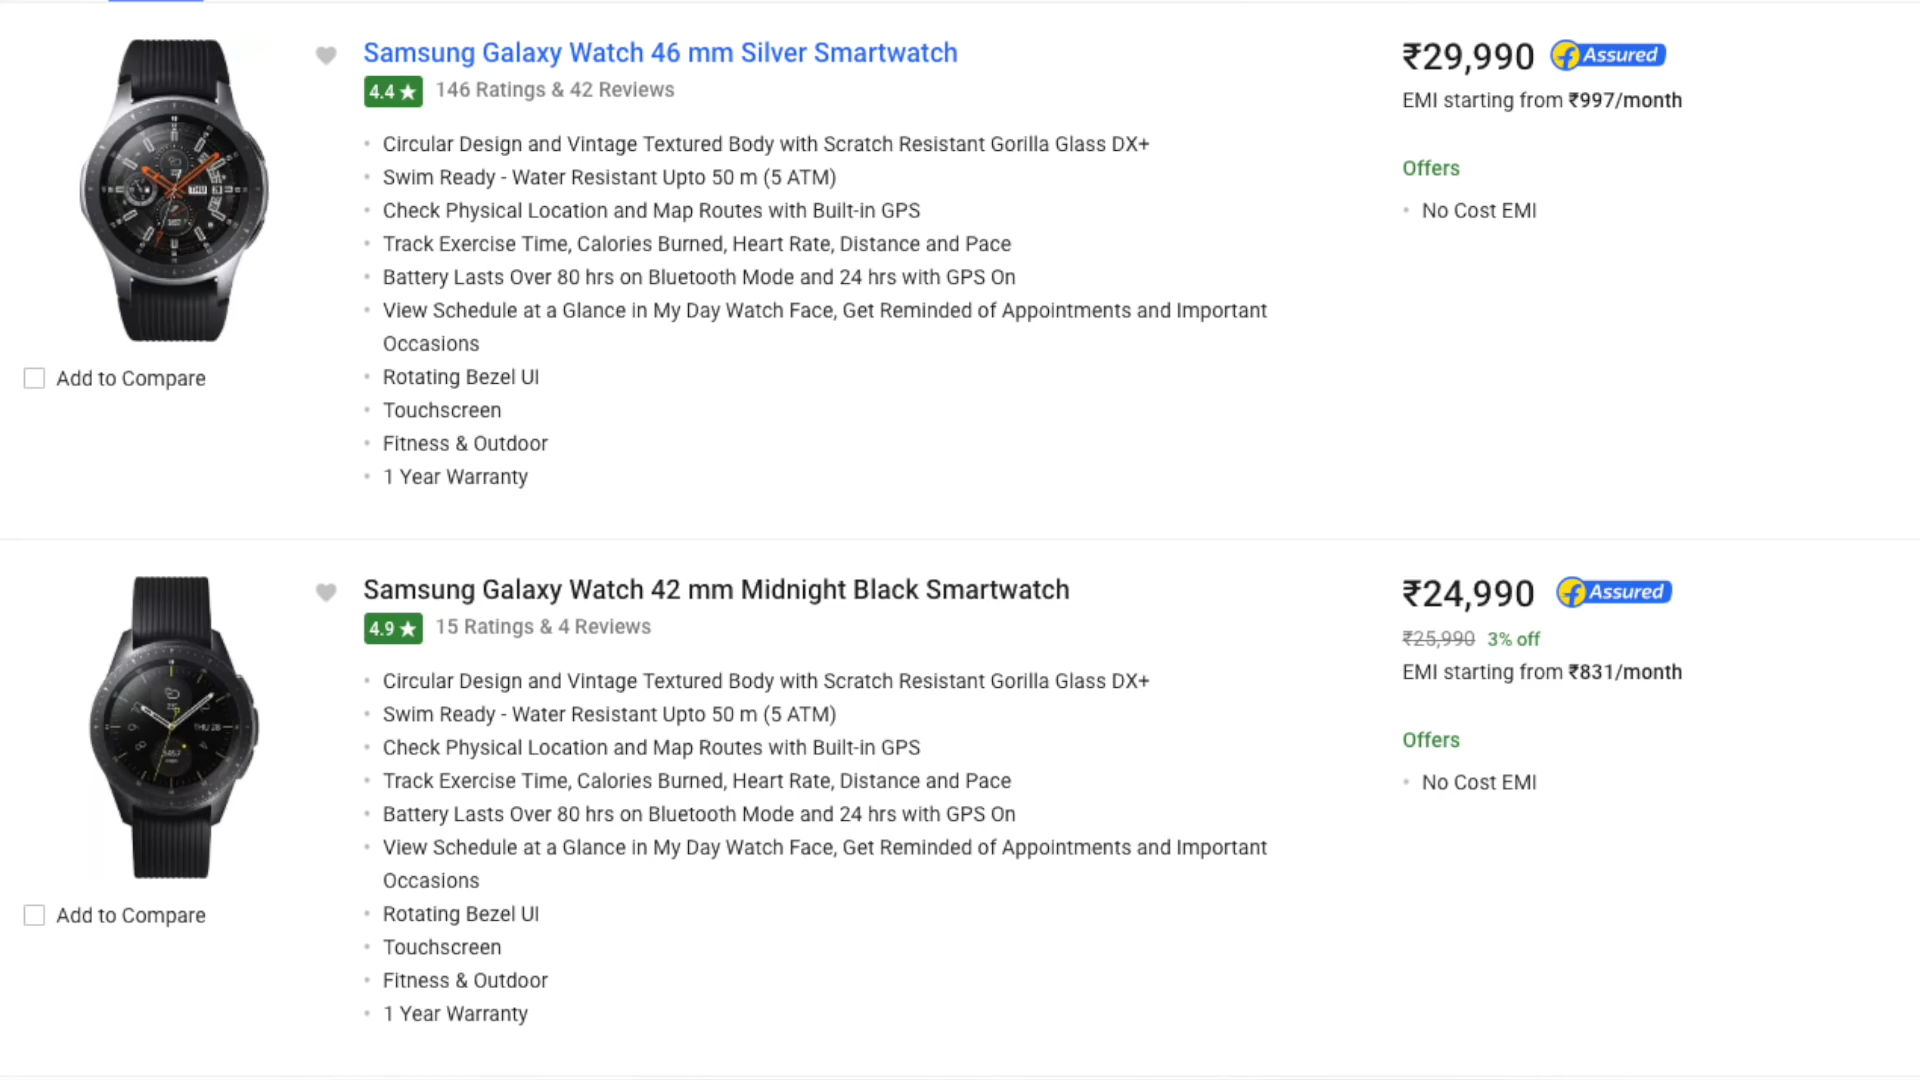 Samsung Galaxy Watch 46 mm Silver Smartwatch
4.4 ★ 146 Ratings & 42 Reviews
Circular Design and Vintage Textured Body with Scratch Resistant Gorilla Glass DX+
Swim Ready - Water Resistant Upto 50 m (5 ATM)
Check Physical Location and Map Routes with Built-in GPS
Track Exercise Time, Calories Burned, Heart Rate, Distance and Pace
Battery Lasts Over 80 hrs on Bluetooth Mode and 24 hrs with GPS On
View Schedule at a Glance in My Day Watch Face, Get Reminded of Appointments and Important
Occasions
Rotating Bezel UI
Touchscreen
Fitness & Outdoor
1 Year Warranty
₹29,990 Assured
EMI starting from ₹997/month
Offers
No Cost EMI
THU
Add to Compare
Samsung Galaxy Watch 42 mm Midnight Black Smartwatch
4.9 ★ 15 Ratings & 4 Reviews
Circular Design and Vintage Textured Body with Scratch Resistant Gorilla Glass DX+
Swim Ready - Water Resistant Upto 50 m (5 ATM)
Check Physical Location and Map Routes with Built-in GPS
Track Exercise Time, Calories Burned, Heart Rate, Distance and Pace
Battery Lasts Over 80 hrs on Bluetooth Mode and 24 hrs with GPS On
View Schedule at a Glance in My Day Watch Face, Get Reminded of Appointments and Important
Occasions
Rotating Bezel UI
Touchscreen
Fitness & Outdoor
1 Year Warranty
₹24,990 Assured
₹25,990 3% off
EMI starting from ₹831/month
Offers
No Cost EMI
THU 28
Add to Compare